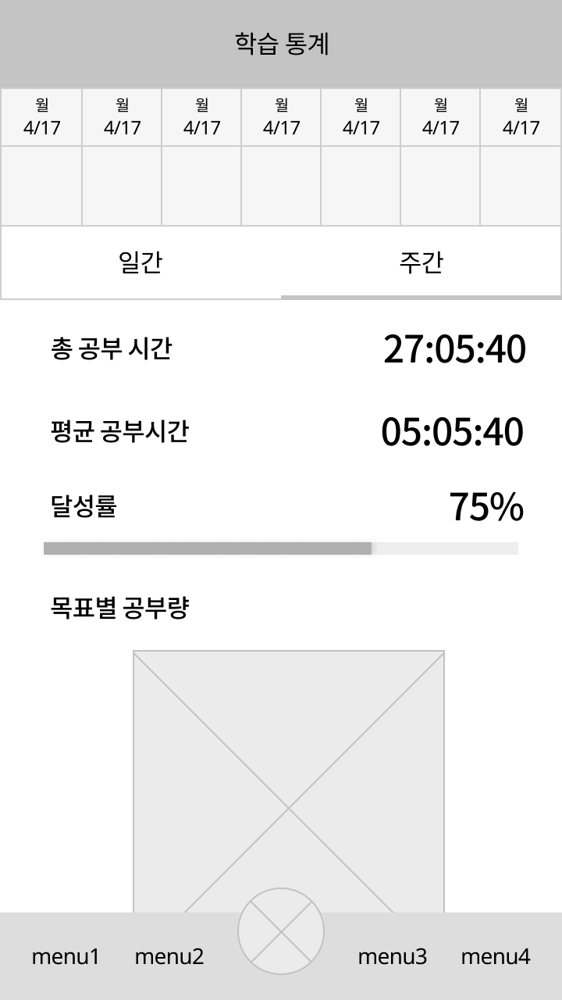 학습 통계
월 월 월 월 월 월 월
4/17 4/17 4/17 4/17 4/17 4/17 4/17
일간 주간
총 공부 시간 27:05:40
평균 공부시간 05:05:40
달성률 75%
목표별 공부량
menu1 menu2 menu3 menu4